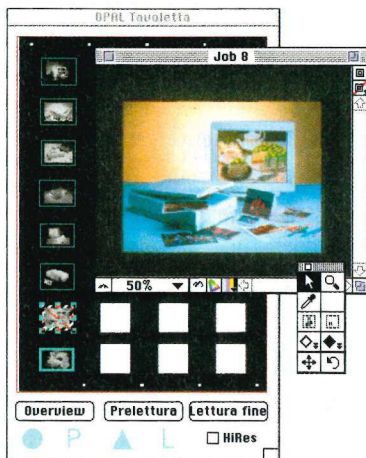 OPAL Tavoletta
Job 8
50%
Overview Prelettura Lettura fine
P L HiRes